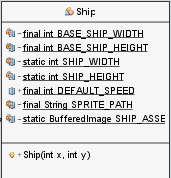 Ship
final int BASE_SHIP_WIDTH
final int BASE_SHIP_HEIGHT
static int SHIP_WIDTH
static int SHIP_HEIGHT
final int DEFAULT_SPEED
final String SPRITE_PATH
static BufferedImage SHIP_ASSE
Ship(int x, int y)